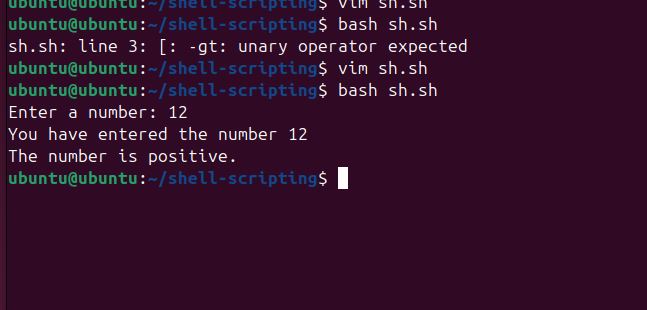 ubuntu@ubuntu:~/shell-scripting$ vim sh.sh
ubuntu@ubuntu:~/shell-scripting$ bash sh.sh
sh.sh: line 3: [: -gt: unary operator expected
ubuntu@ubuntu:~/shell-scripting$ vim sh.sh
ubuntu@ubuntu:~/shell-scripting$ bash sh.sh
Enter a number: 12
You have entered the number 12
The number is positive.
ubuntu@ubuntu:~/shell-scripting$